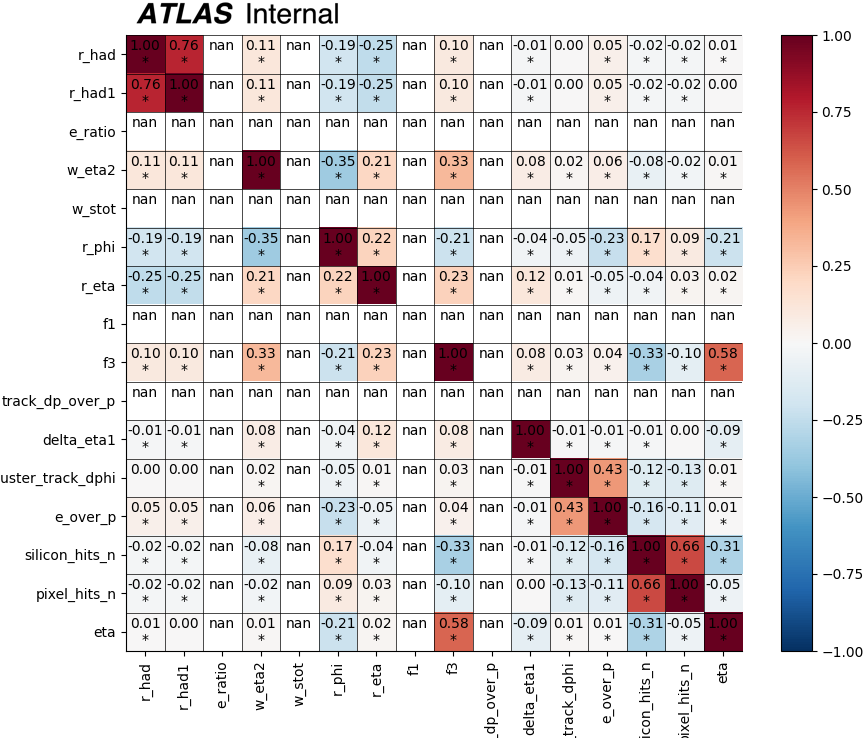 ATLAS Internal
r_had 1.00 0.76 nan 0.11 nan -0.19 -0.25 nan 0.10 nan -0.01 0.00 0.05 -0.02 -0.02 0.01
* * * * * * * * * * *
r_had1 0.76 1.00 nan 0.11 nan -0.19 -0.25 nan 0.10 nan -0.01 0.00 0.05 -0.02 -0.02 0.00
* * * * * * * * * *
e_ratio nan nan nan nan nan nan nan nan nan nan nan nan nan nan nan nan
w_eta2 0.11 0.11 nan 1.00 nan -0.35 0.21 nan 0.33 nan 0.08 0.02 0.06 -0.08 -0.02 0.01
* * * * * * * * * * * *
w_stot nan nan nan nan nan nan nan nan nan nan nan nan nan nan nan nan
r_phi -0.19 -0.19 nan -0.35 nan 1.00 0.22 nan -0.21 nan -0.04 -0.05 -0.23 0.17 0.09 -0.21
* * * * * * * * * * * *
r_eta -0.25 -0.25 nan 0.21 nan 0.22 1.00 nan 0.23 nan 0.12 0.01 -0.05 -0.04 0.03 0.02
* * * * * * * * * * * *
f1 nan nan nan nan nan nan nan nan nan nan nan nan nan nan nan nan
f3 0.10 0.10 nan 0.33 nan -0.21 0.23 nan 1.00 nan 0.08 0.03 0.04 -0.33 -0.10 0.58
* * * * * * * * * * * *
track_dp_over_p nan nan nan nan nan nan nan nan nan nan nan nan nan nan nan nan
delta_eta1 -0.01 -0.01 nan 0.08 nan -0.04 0.12 nan 0.08 nan 1.00 -0.01 -0.01 -0.01 0.00 -0.09
* * * * * * * * * * *
uster_track_dphi 0.00 0.00 nan 0.02 nan -0.05 0.01 nan 0.03 nan -0.01 1.00 0.43 -0.12 -0.13 0.01
* * * * * * * * * *
e_over_p 0.05 0.05 nan 0.06 nan -0.23 -0.05 nan 0.04 nan -0.01 0.43 1.00 -0.16 -0.11 0.01
* * * * * * * * * * * *
silicon_hits_n -0.02 -0.02 nan -0.08 nan 0.17 -0.04 nan -0.33 nan -0.01 -0.12 -0.16 1.00 0.66 -0.31
* * * * * * * * * * * *
pixel_hits_n -0.02 -0.02 nan -0.02 nan 0.09 0.03 nan -0.10 nan 0.00 -0.13 -0.11 0.66 1.00 -0.05
* * * * * * * * * * *
eta 0.01 0.00 nan 0.01 nan -0.21 0.02 nan 0.58 nan -0.09 0.01 0.01 -0.31 -0.05 1.00
* * * * * * * * * * *
r_had
r_had1
e_ratio
w_eta2
w_stot
r_phi
r_eta
f1
f3
_dp_over_p
delta_eta1
track_dphi
e_over_p
icon_hits_n
pixel_hits_n
eta
1.00
0.75
0.50
0.25
0.00
−0.25
−0.50
−0.75
−1.00